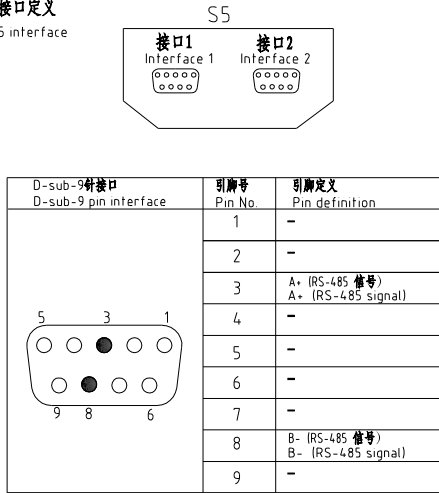 接口定义
S5
5 interface
接口1 接口2
Interface 1 Interface 2
D-sub-9针接口 引脚号 引脚定义
D-sub-9 pin interface Pin No. Pin definition
1 -
2 -
3 A+ (RS-485 信号)
A+ (RS-485 signal)
4 -
5 -
6 -
7 -
8 B- (RS-485 信号)
B- (RS-485 signal)
9 -
5 3 1
9 8 6